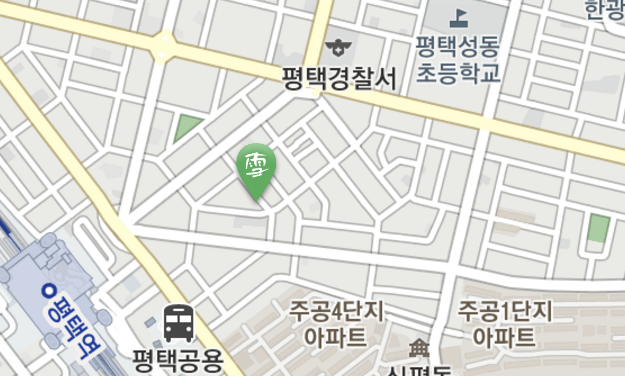 한광
평택성동
초등학교
평택경찰서
雪
평택역
주공4단지
아파트
주공1단지
아파트
평택공용
신평동